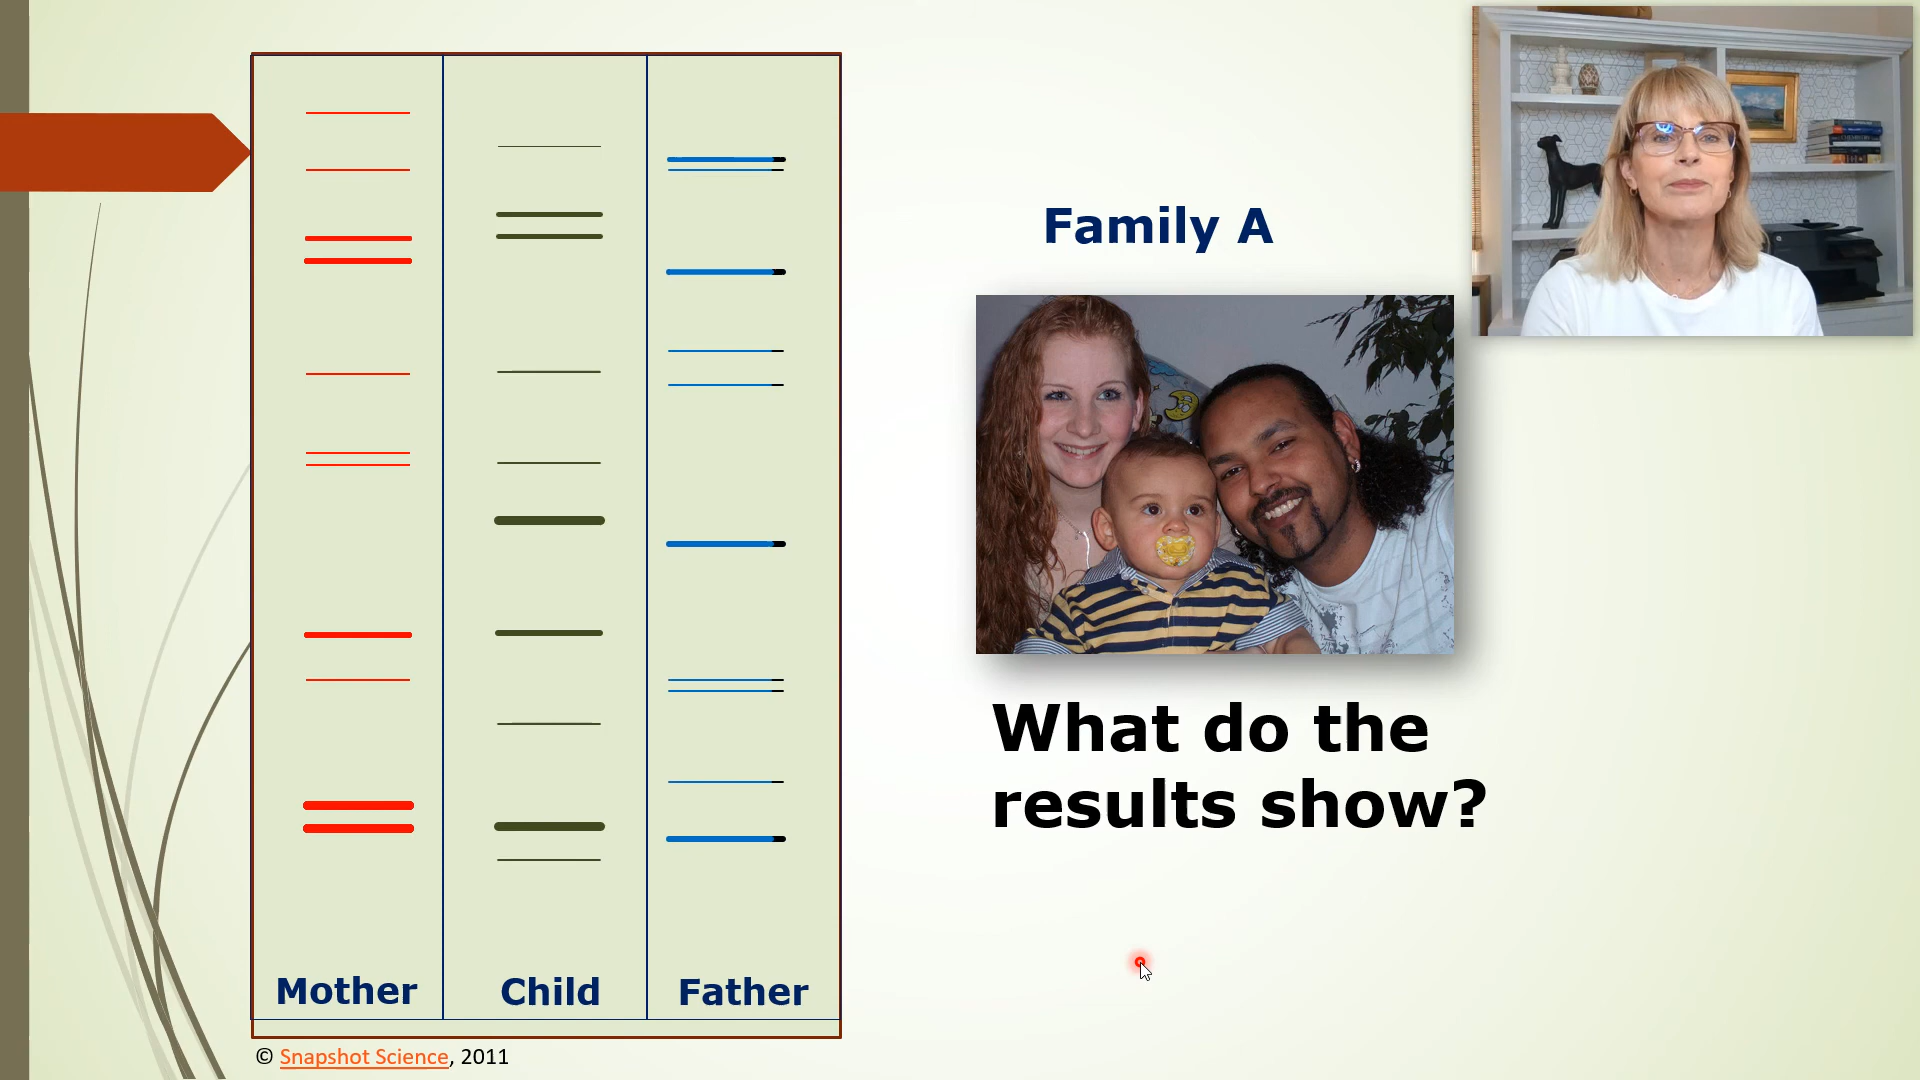 Family A
What do the
results show?
Mother
Child
Father
© Snapshot Science, 2011